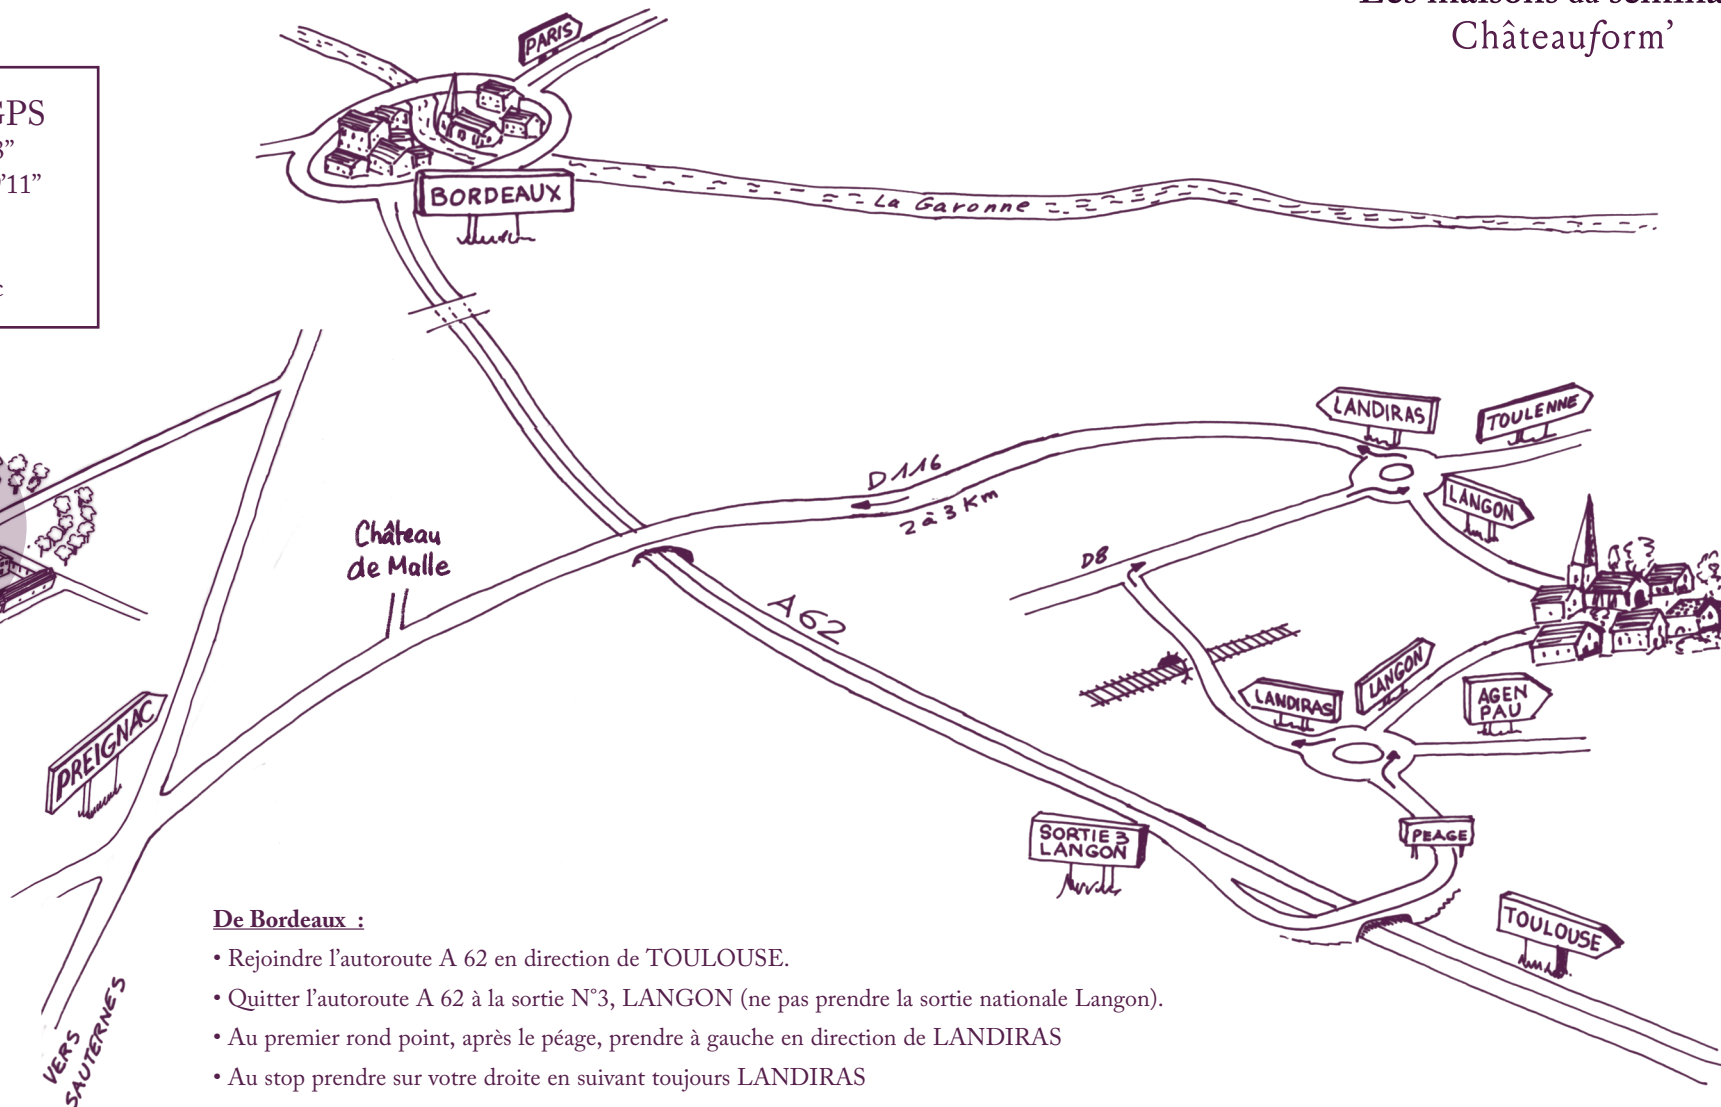 Châteauform’
GPS
’11”
PARIS
BORDEAUX
La Garonne
LANDIRAS
TOULENNE
D 116
2 à 3 Km
LANGON
Château
de Malle
D8
A 62
LANGON
LANDIRAS
AGEN
PAU
PREIGNAC
SORTIE 3
LANGON
PEAGE
TOULOUSE
VERS
SAUTERNES
De Bordeaux :
• Rejoindre l’autoroute A 62 en direction de TOULOUSE.
• Quitter l’autoroute A 62 à la sortie N°3, LANGON (ne pas prendre la sortie nationale Langon).
• Au premier rond point, après le péage, prendre à gauche en direction de LANDIRAS
• Au stop prendre sur votre droite en suivant toujours LANDIRAS